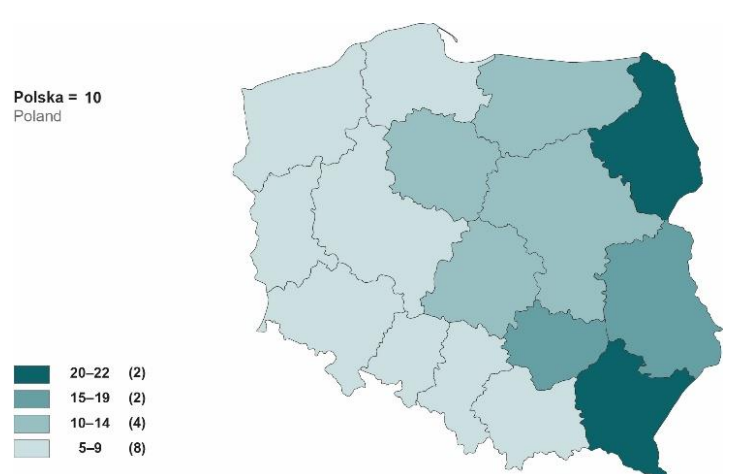 Polska = 10
Poland
20–22 (2)
15–19 (2)
10–14 (4)
5–9 (8)